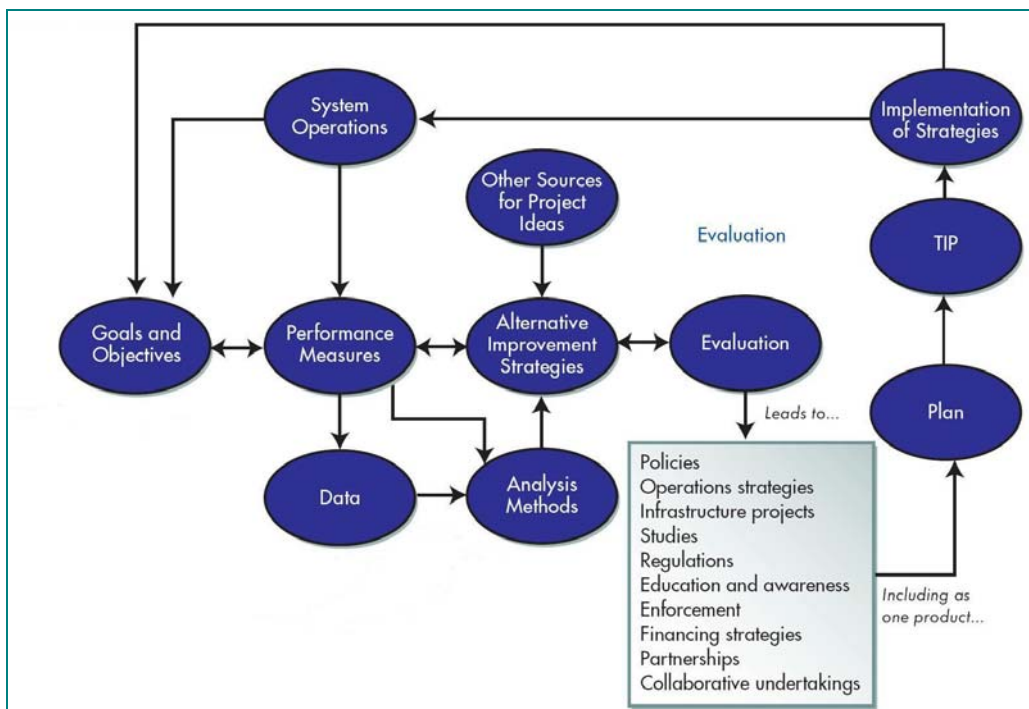 System
Operations
Implementation
of Strategies
Other Sources
for Project
Ideas
Evaluation
TIP
Goals and
Objectives
Performance
Measures
Alternative
Improvement
Strategies
Evaluation
Leads to...
Plan
Data
Analysis
Methods
Policies
Operations strategies
Infrastructure projects
Studies
Regulations
Education and awareness
Enforcement
Financing strategies
Partnerships
Collaborative undertakings
Including as
one product...